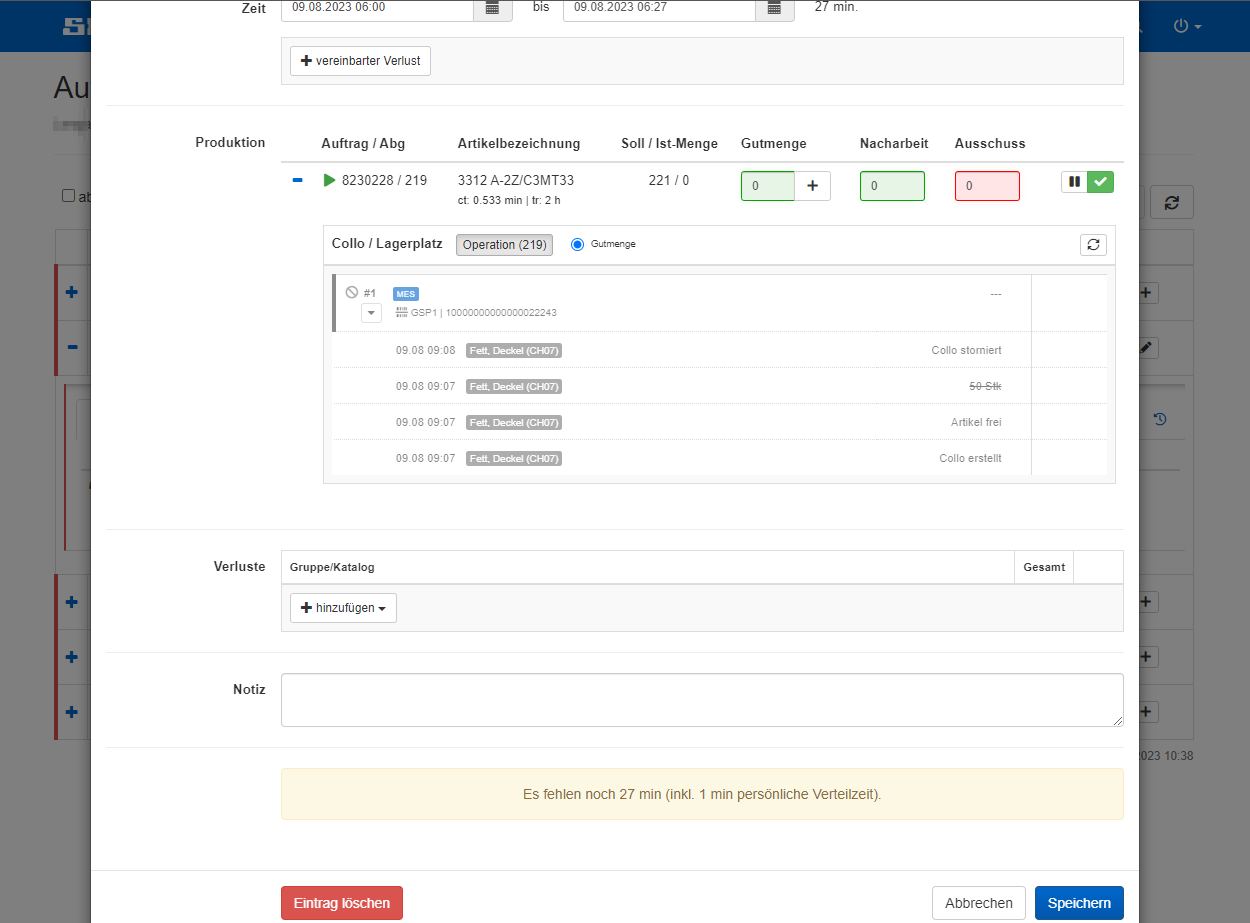 Zeit 09.08.2023 06:00 bis 09.08.2023 06:27 27 min.
vereinbarter Verlust
Au
Produktion Auftrag / Abg Artikelbezeichnung Soll / Ist-Menge Gutmenge Nacharbeit Ausschuss
8230228 / 219 3312 A-2Z/C3MT33 221 / 0 0 0 0
ct: 0.533 min | tr: 2 h
ab
Collo / Lagerplatz Operation (219) Gutmenge
#1 MES ---
GSP1 | 10000000000000022243
09.08 09:08 Fett, Deckel (CH07) Collo storniert
09.08 09:07 Fett, Deckel (CH07) 50 Stk
09.08 09:07 Fett, Deckel (CH07) Artikel frei
09.08 09:07 Fett, Deckel (CH07) Collo erstellt
Verluste Gruppe/Katalog Gesamt
hinzufügen
Notiz
2023 10:38
Es fehlen noch 27 min (inkl. 1 min persönliche Verteilzeit).
Eintrag löschen Abbrechen Speichern